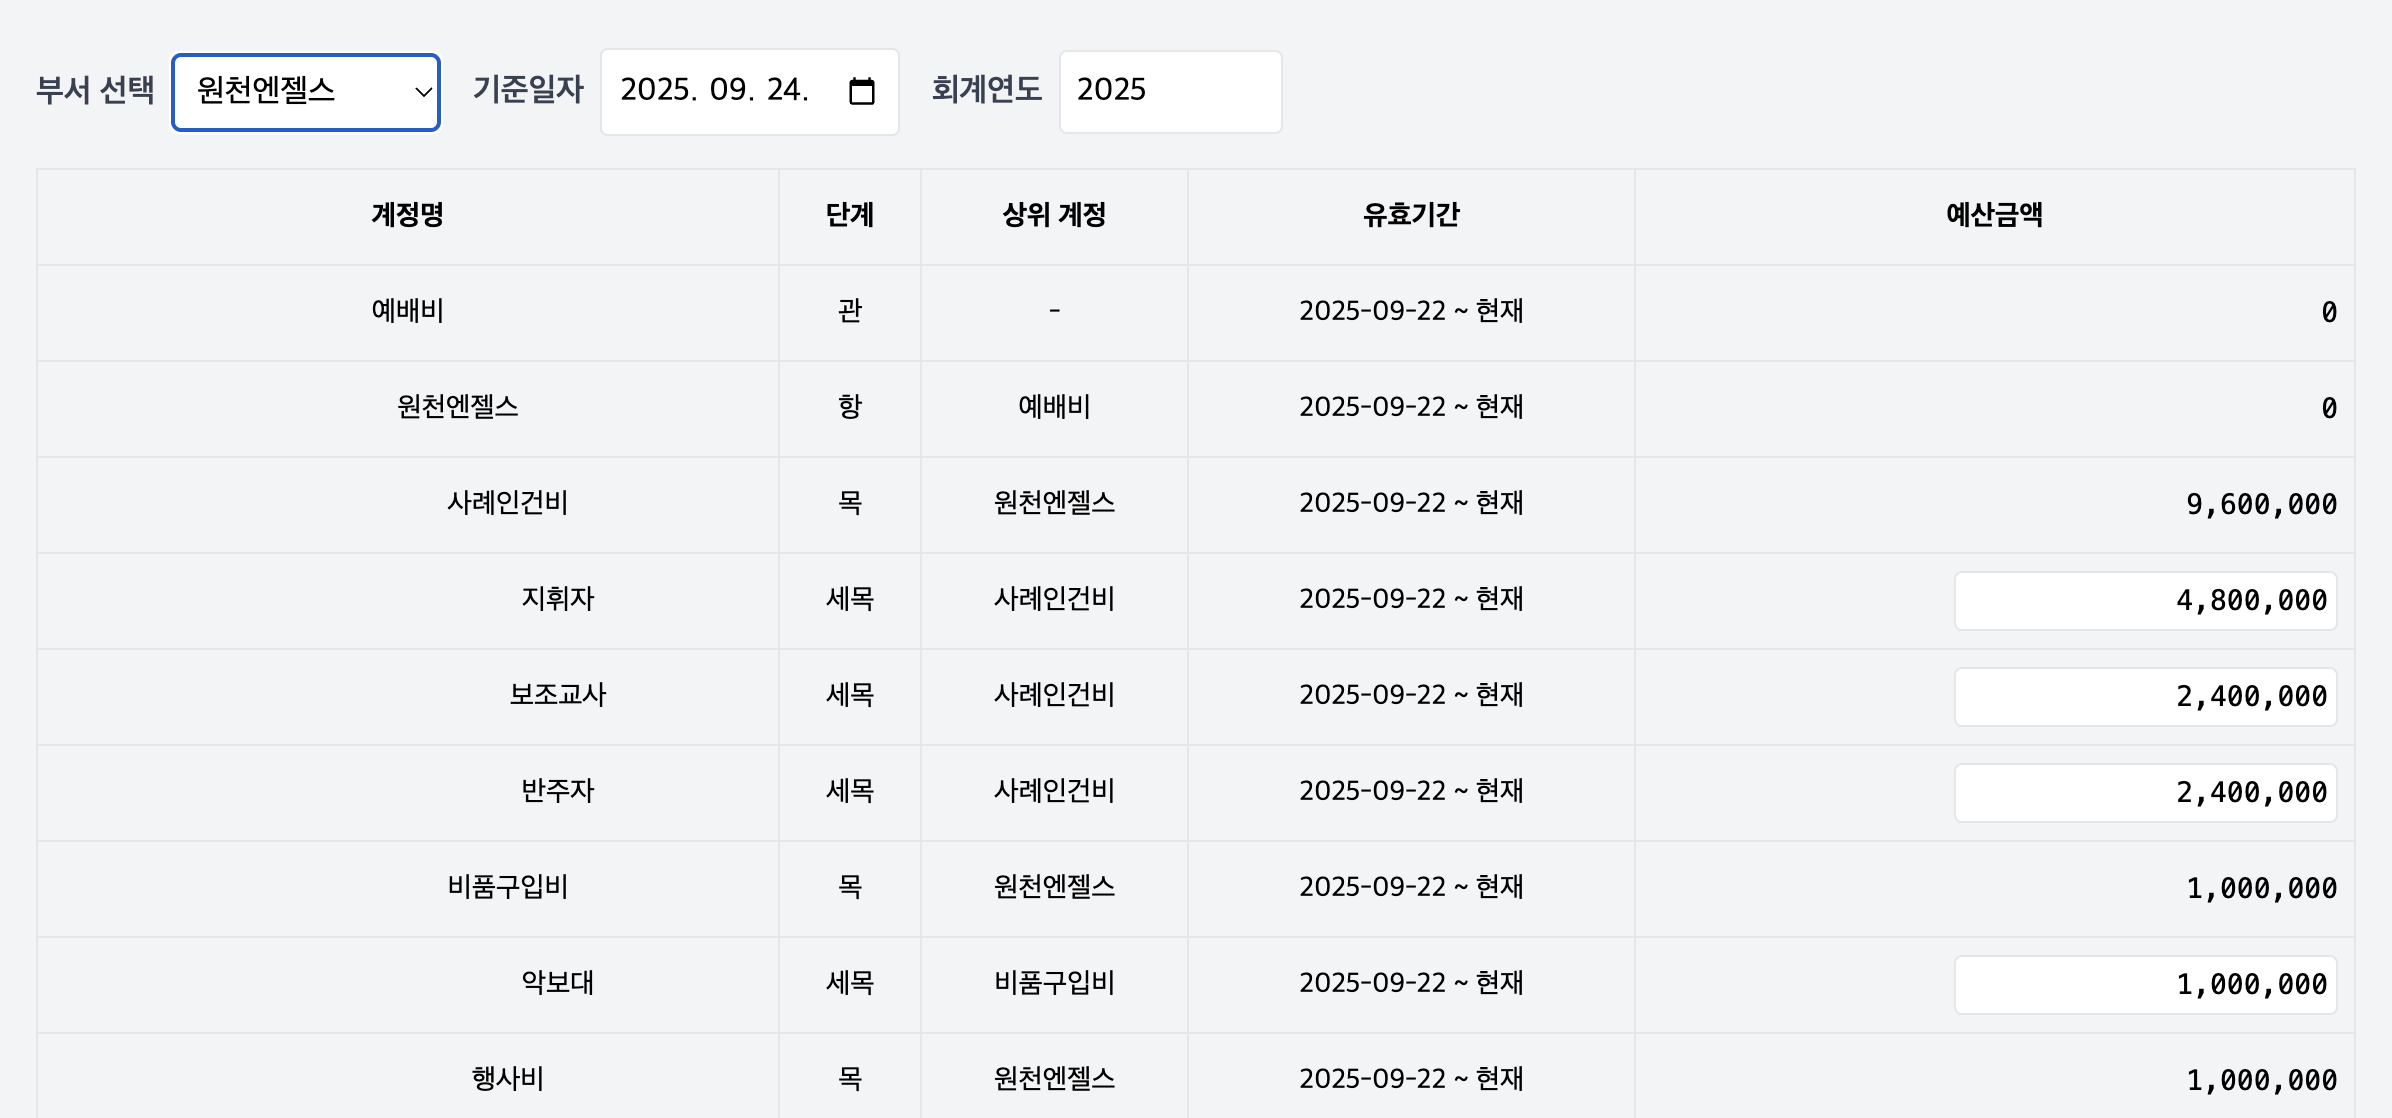 부서 선택 원천엔젤스 기준일자 2025. 09. 24. 회계연도 2025
계정명 단계 상위 계정 유효기간 예산금액
예배비 관 - 2025-09-22 ~ 현재 0
원천엔젤스 항 예배비 2025-09-22 ~ 현재 0
사례인건비 목 원천엔젤스 2025-09-22 ~ 현재 9,600,000
지휘자 세목 사례인건비 2025-09-22 ~ 현재 4,800,000
보조교사 세목 사례인건비 2025-09-22 ~ 현재 2,400,000
반주자 세목 사례인건비 2025-09-22 ~ 현재 2,400,000
비품구입비 목 원천엔젤스 2025-09-22 ~ 현재 1,000,000
악보대 세목 비품구입비 2025-09-22 ~ 현재 1,000,000
행사비 목 원천엔젤스 2025-09-22 ~ 현재 1,000,000